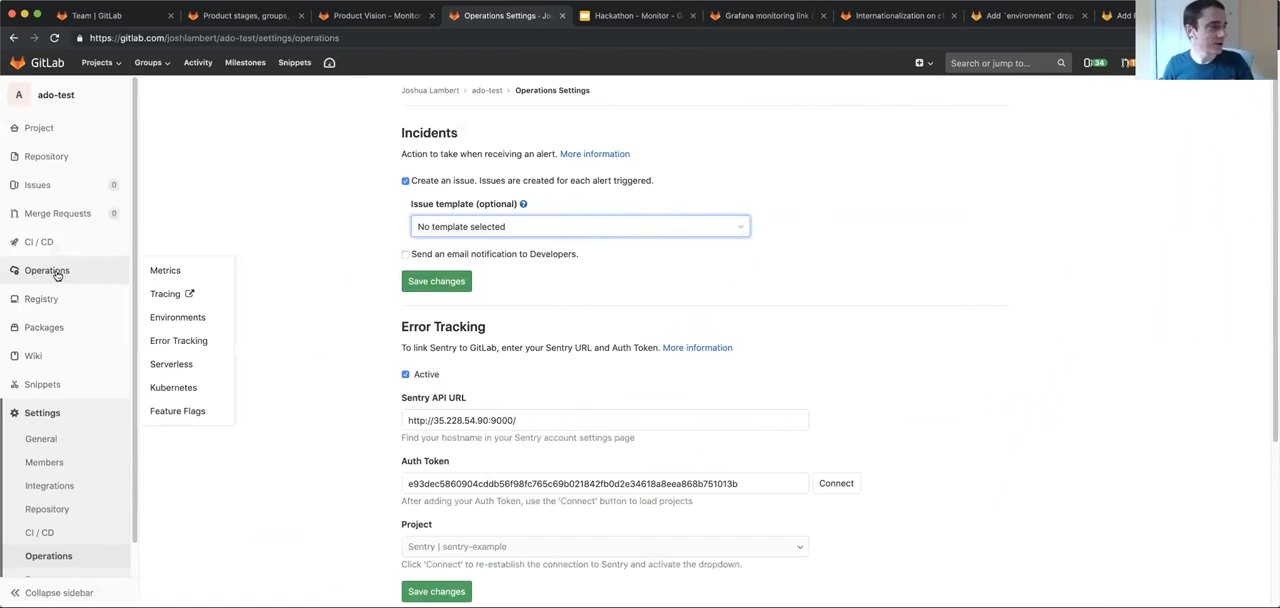 Team | GitLab
Product stages, groups,
Product Vision - Monitor
Operations Settings · Jos
Hackathon - Monitor - G
Grafana monitoring link
Internationalization on c
Add `environment` drop
Add
https://gitlab.com/joshlambert/ado-test/settings/operations
GitLab
Projects
Groups
Activity
Milestones
Snippets
Search or jump to...
34
A
ado-test
Joshua Lambert > ado-test > Operations Settings
Project
Repository
Issues 0
Merge Requests 0
CI / CD
Operations
Registry
Packages
Wiki
Snippets
Settings
General
Members
Integrations
Repository
CI / CD
Operations
Collapse sidebar
Metrics
Tracing
Environments
Error Tracking
Serverless
Kubernetes
Feature Flags
Incidents
Action to take when receiving an alert. More information
Create an issue. Issues are created for each alert triggered.
Issue template (optional)
No template selected
Send an email notification to Developers.
Save changes
Error Tracking
To link Sentry to GitLab, enter your Sentry URL and Auth Token. More information
Active
Sentry API URL
http://35.228.54.90:9000/
Find your hostname in your Sentry account settings page
Auth Token
e93dec5860904cddb56f98fc765c69b021842fb0d2e34618a8eea868b751013b
Connect
After adding your Auth Token, use the 'Connect' button to load projects
Project
Sentry | sentry-example
Click 'Connect' to re-establish the connection to Sentry and activate the dropdown.
Save changes